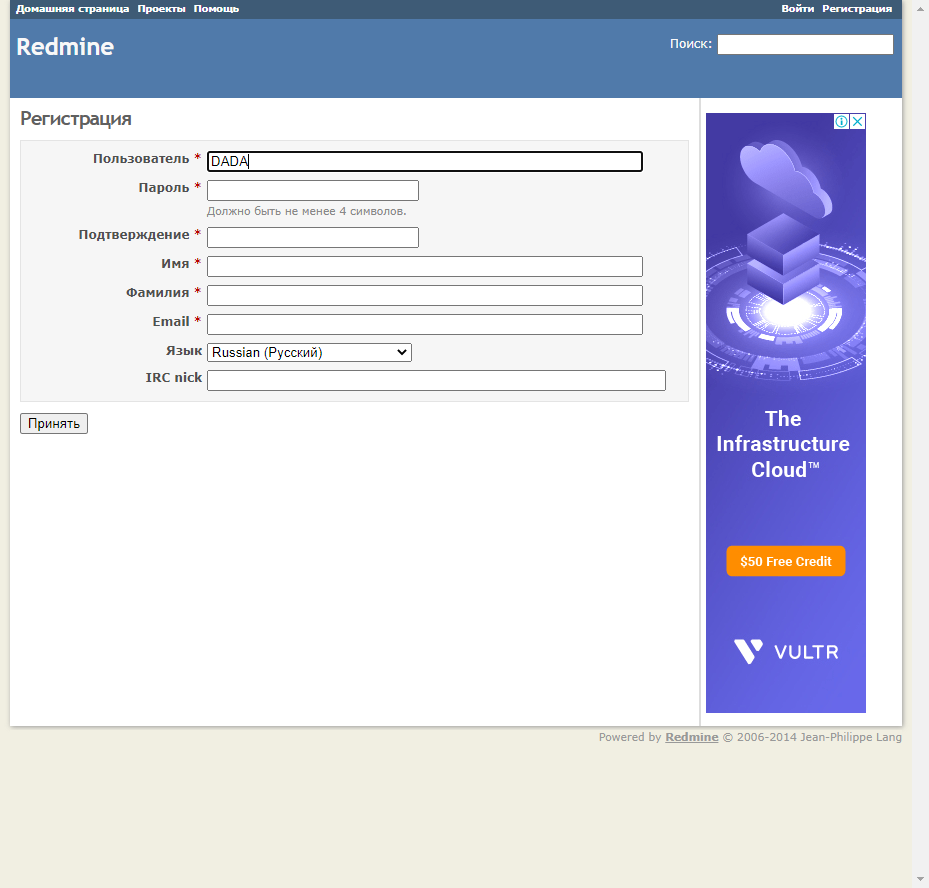 Домашняя страница Проекты Помощь Войти Регистрация
Redmine
Поиск:
Регистрация
Пользователь * DADA
Пароль *
Должно быть не менее 4 символов.
Подтверждение *
Имя *
Фамилия *
Email *
Язык Russian (Русский)
IRC nick
Принять
The
Infrastructure
Cloud™
$50 Free Credit
VULTR
Powered by Redmine © 2006-2014 Jean-Philippe Lang